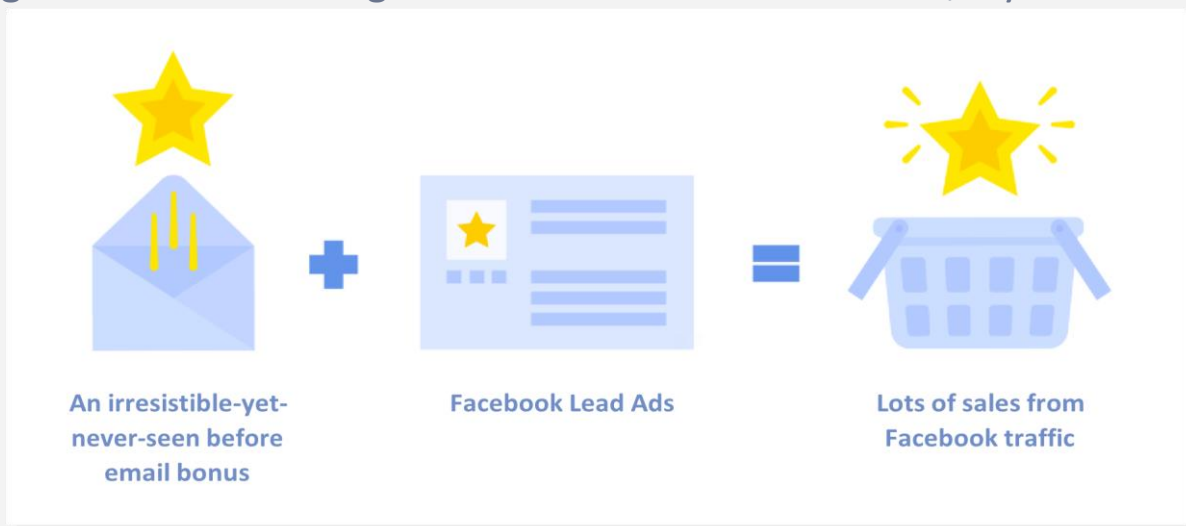 An irresistible-yet-
never-seen before
email bonus
Facebook Lead Ads
Lots of sales from
Facebook traffic